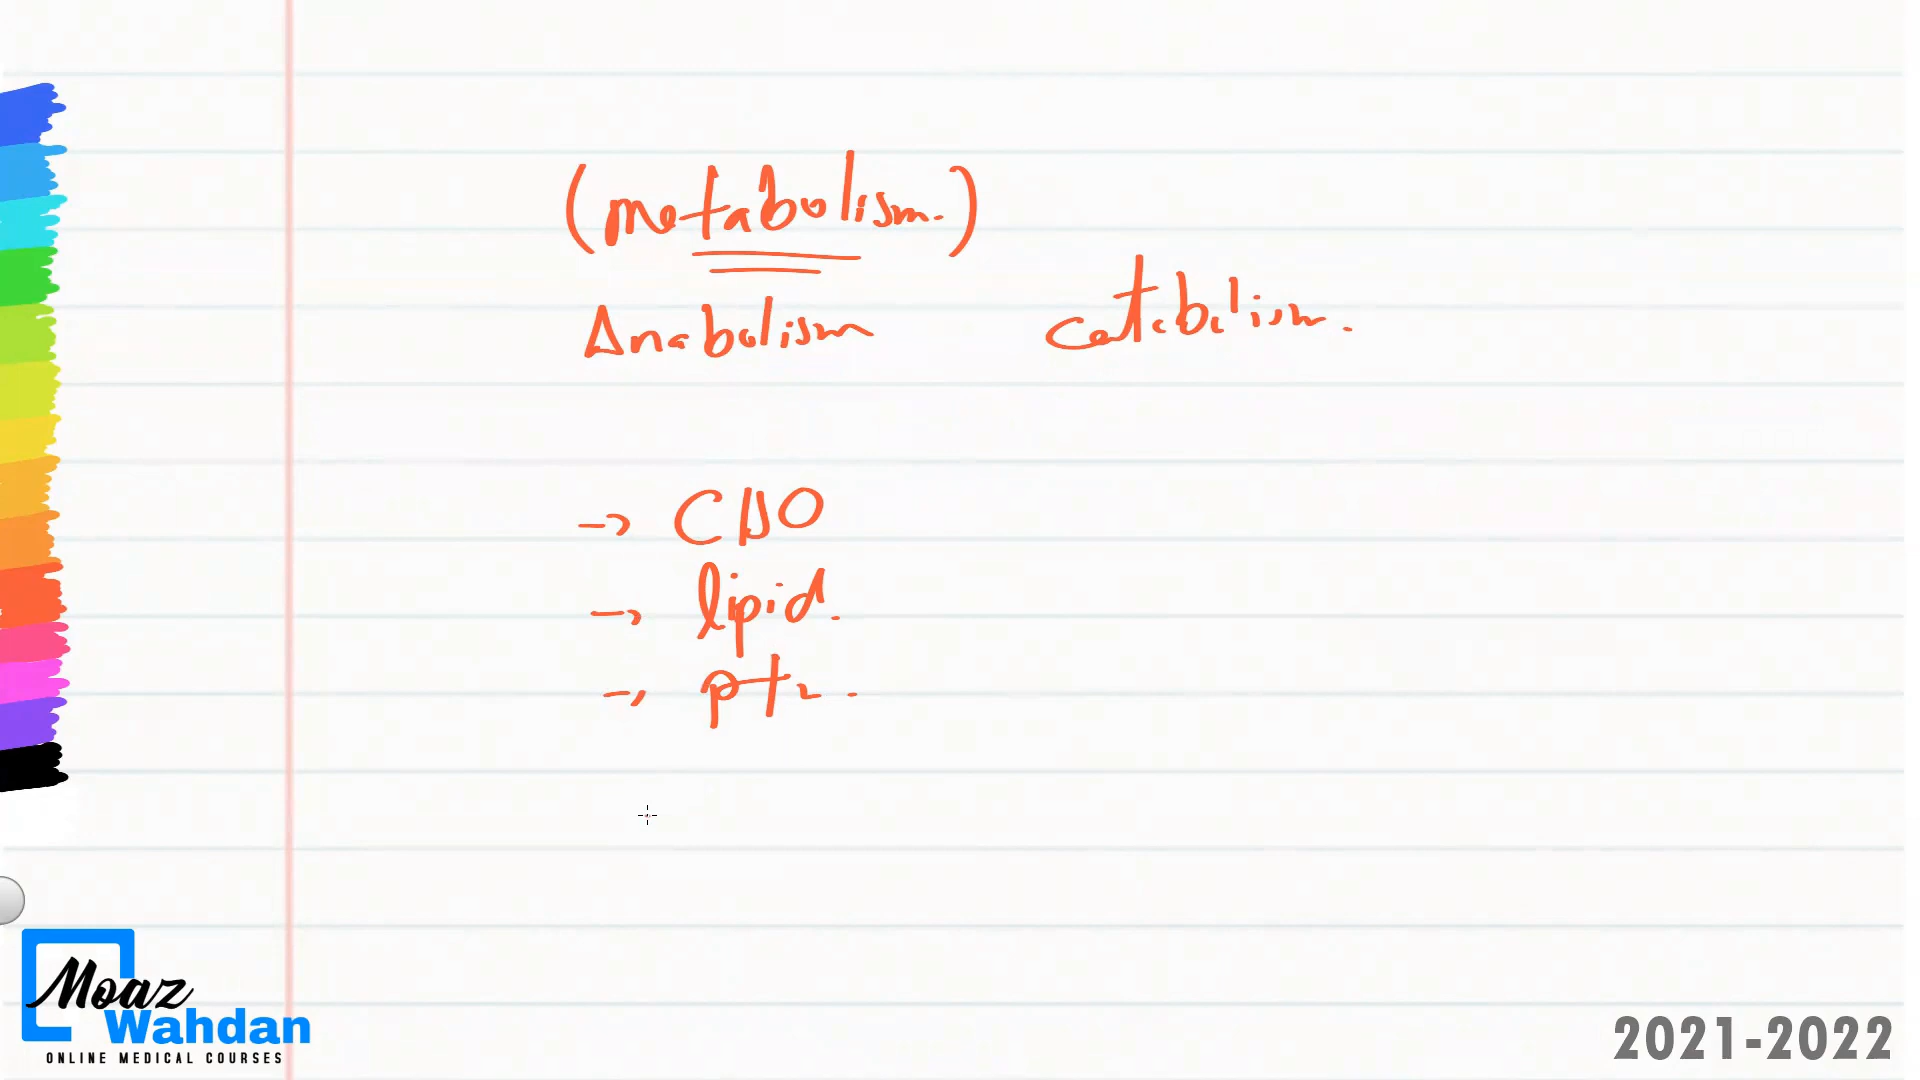 (metabolism.)
Anabolism catabolism.
→ CHO
→ lipid.
→ ptn.
Moaz
Wahdan
ONLINE MEDICAL COURSES
2021-2022